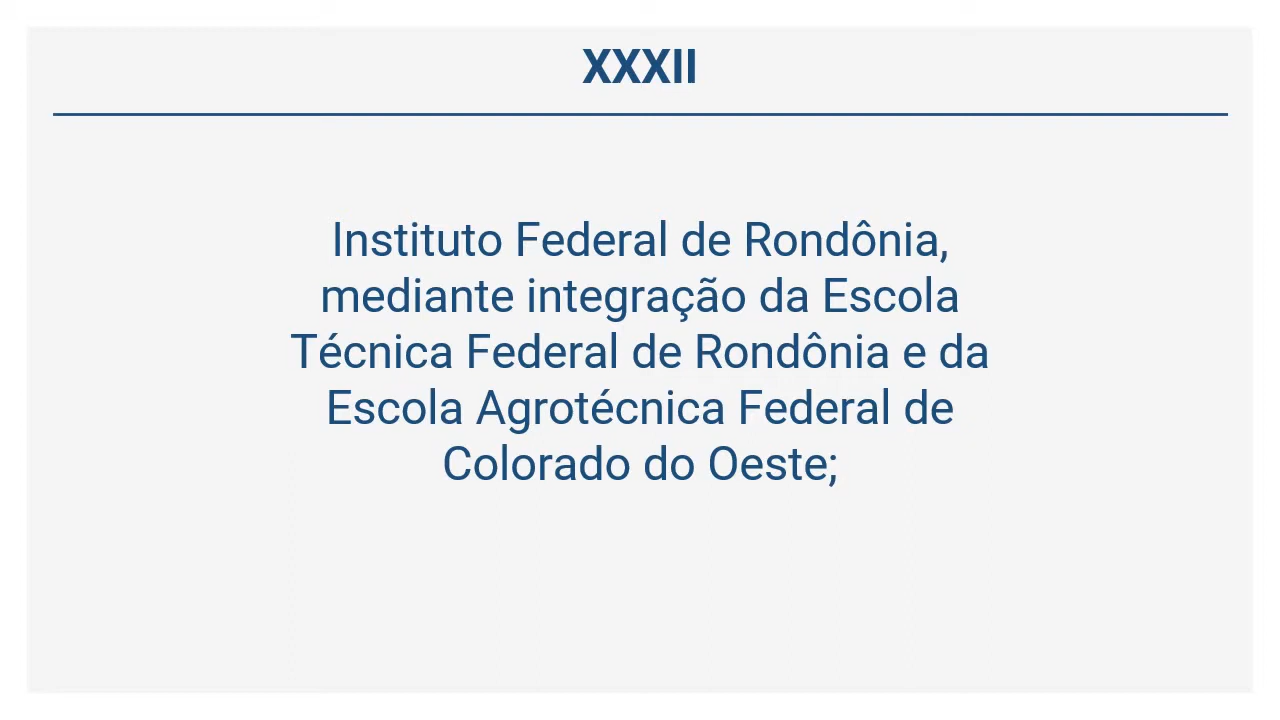 XXXII
Instituto Federal de Rondônia,
mediante integração da Escola
Técnica Federal de Rondônia e da
Escola Agrotécnica Federal de
Colorado do Oeste;